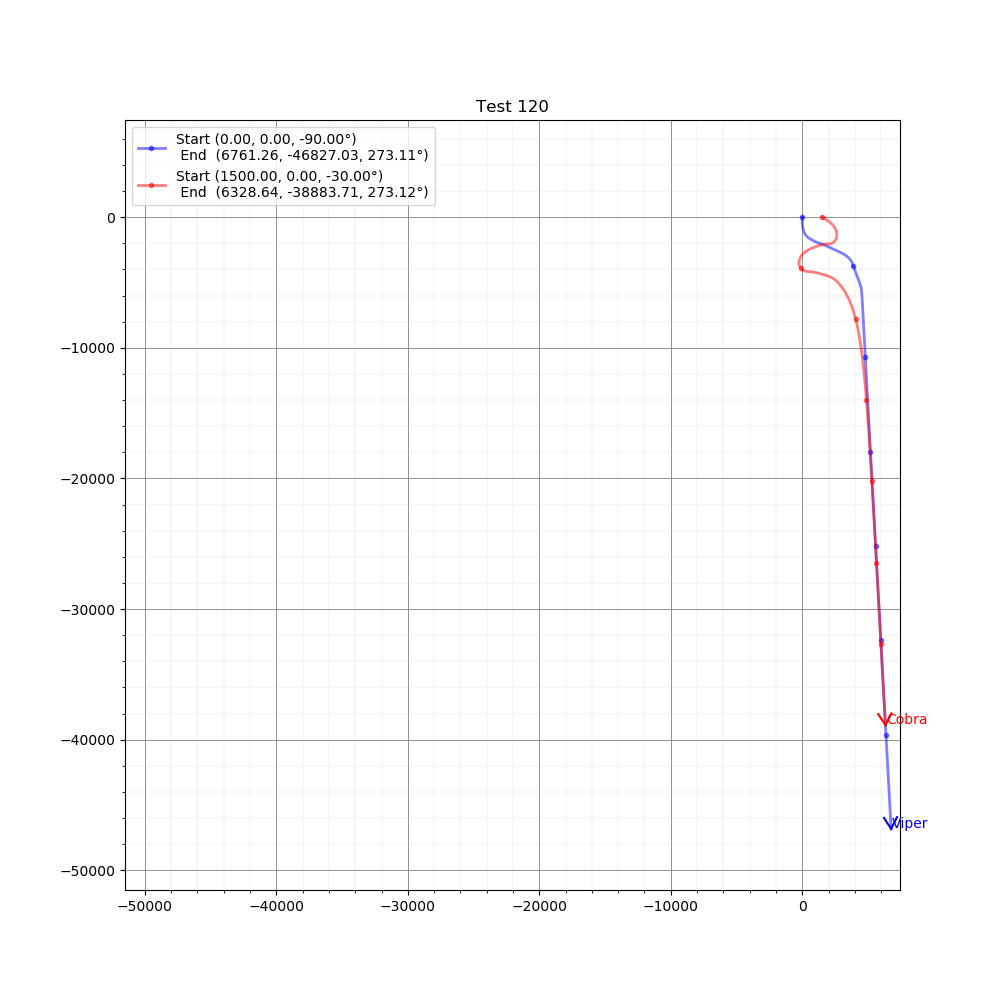 Test 120
Start (0.00, 0.00, -90.00°)
End  (6761.26, -46827.03, 273.11°)
Start (1500.00, 0.00, -30.00°)
End  (6328.64, -38883.71, 273.12°)
0
−10000
−20000
−30000
−40000
−50000
Cobra
Viper
−50000
−40000
−30000
−20000
−10000
0